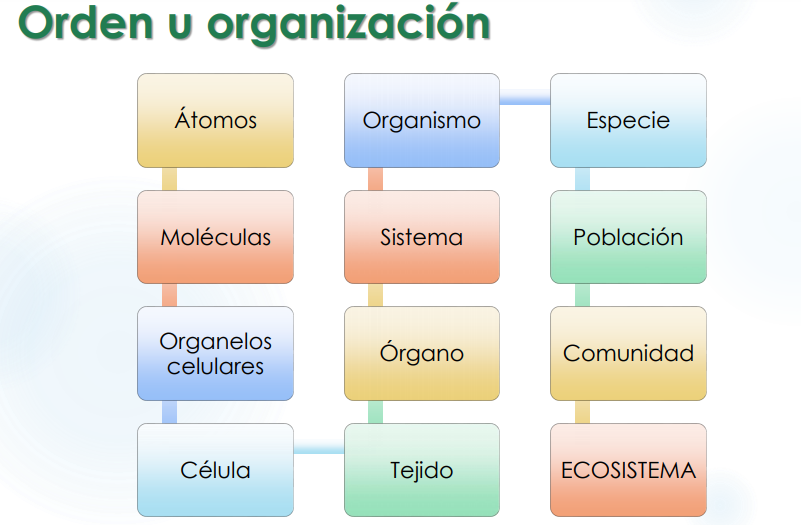 Orden u organización
Átomos
Moléculas
Organelos
celulares
Célula
Tejido
Órgano
Sistema
Organismo
Especie
Población
Comunidad
ECOSISTEMA